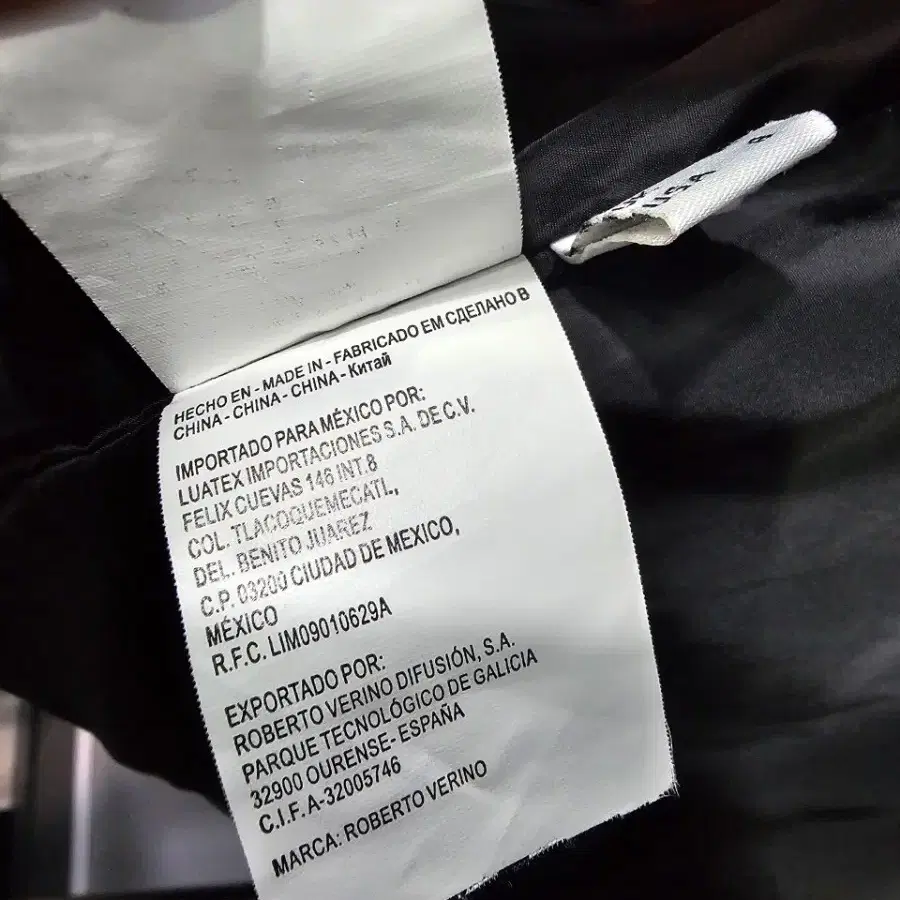 USA 8
HECHO EN - MADE IN - FABRICADO EM СДЕЛАНО В
CHINA - CHINA - CHINA - Китай
IMPORTADO PARA MÉXICO POR:
LUATEX IMPORTACIONES S.A. DE C.V.
FELIX CUEVAS 146 INT.8
COL. TLACOQUEMECATL,
DEL. BENITO JUAREZ
C.P. 03200 CIUDAD DE MEXICO,
MÉXICO
R.F.C. LIM09010629A
EXPORTADO POR:
ROBERTO VERINO DIFUSIÓN, S.A.
PARQUE TECNOLÓGICO DE GALICIA
32900 OURENSE- ESPAÑA
C.I.F. A-32005746
MARCA: ROBERTO VERINO